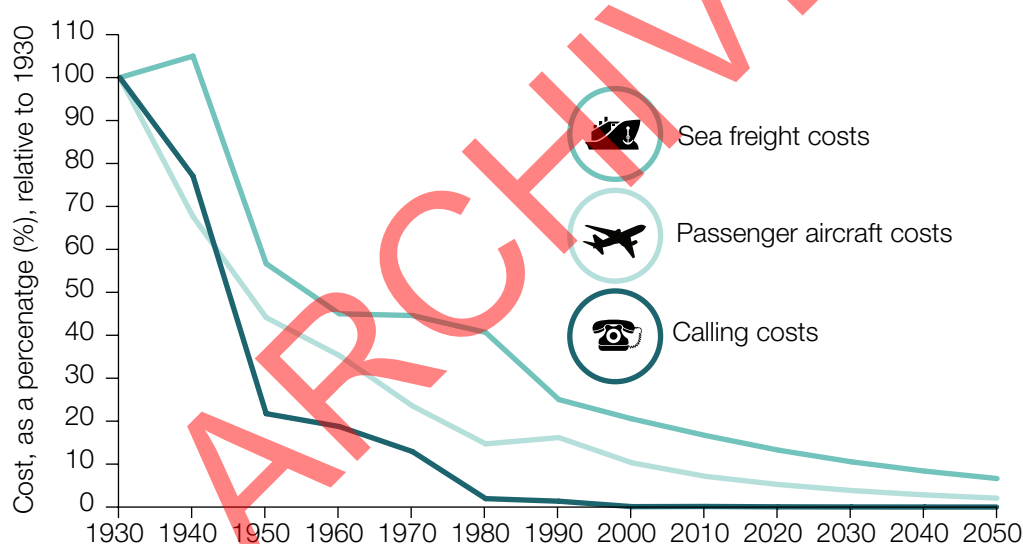 Cost, as a percenatge (%), relative to 1930
110
100
90
80
70
60
50
40
30
20
10
0
1930 1940 1950 1960 1970 1980 1990 2000 2010 2020 2030 2040 2050
Sea freight costs
Passenger aircraft costs
Calling costs
ARCHIV